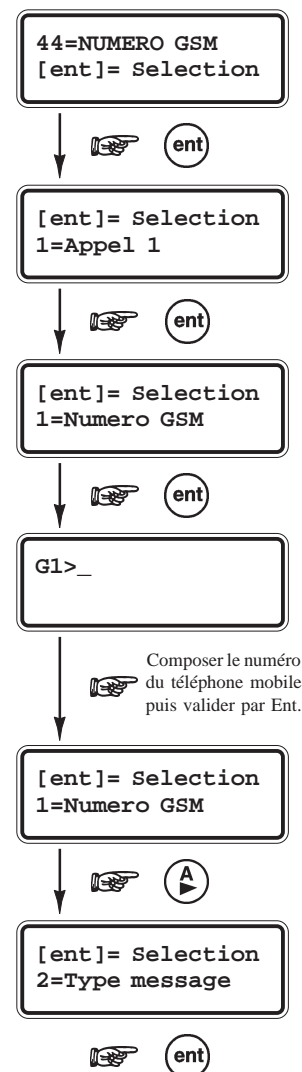 44=NUMERO GSM
[ent]= Selection
ent
[ent]= Selection
1=Appel 1
ent
[ent]= Selection
1=Numero GSM
ent
G1>_
Composer le numéro
du téléphone mobile
puis valider par Ent.
[ent]= Selection
1=Numero GSM
A
[ent]= Selection
2=Type message
ent